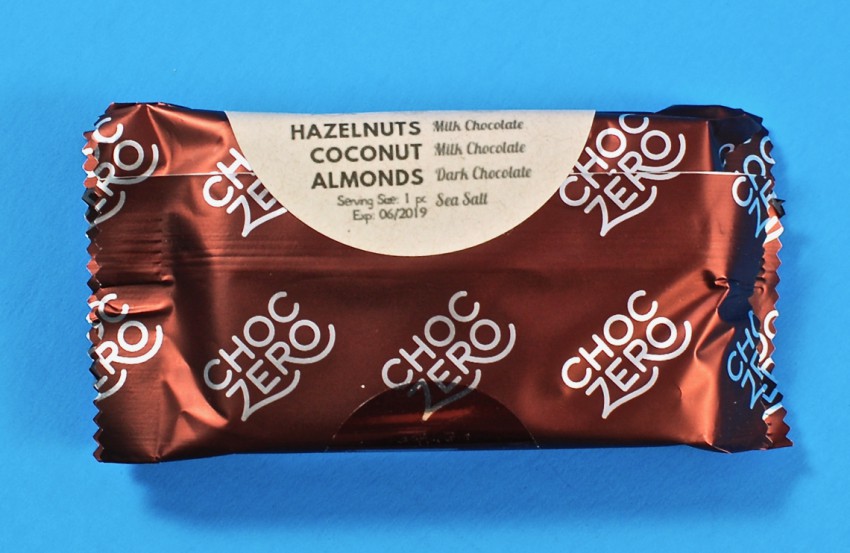 HAZELNUTS Milk Chocolate
COCONUT Milk Chocolate
ALMONDS Dark Chocolate
Serving Size: 1 pc Sea Salt
Exp: 06/2019
CHOC
ZERO
CHOC
ZERO
CHOC
ZERO
CHOC
ZERO
CHOC
ZERO
CHOC
ZERO